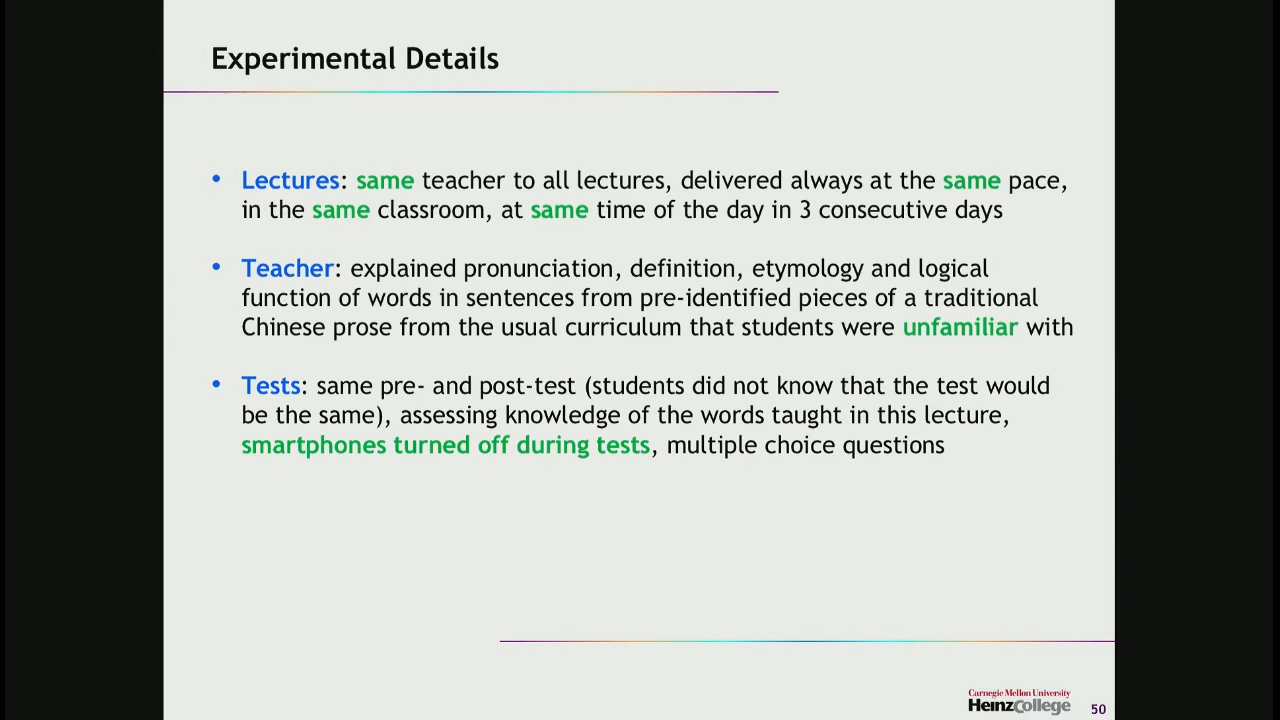 Experimental Details
• Lectures: same teacher to all lectures, delivered always at the same pace,
in the same classroom, at same time of the day in 3 consecutive days
• Teacher: explained pronunciation, definition, etymology and logical
function of words in sentences from pre-identified pieces of a traditional
Chinese prose from the usual curriculum that students were unfamiliar with
• Tests: same pre- and post-test (students did not know that the test would
be the same), assessing knowledge of the words taught in this lecture,
smartphones turned off during tests, multiple choice questions
Carnegie Mellon University
HeinzCollege
50